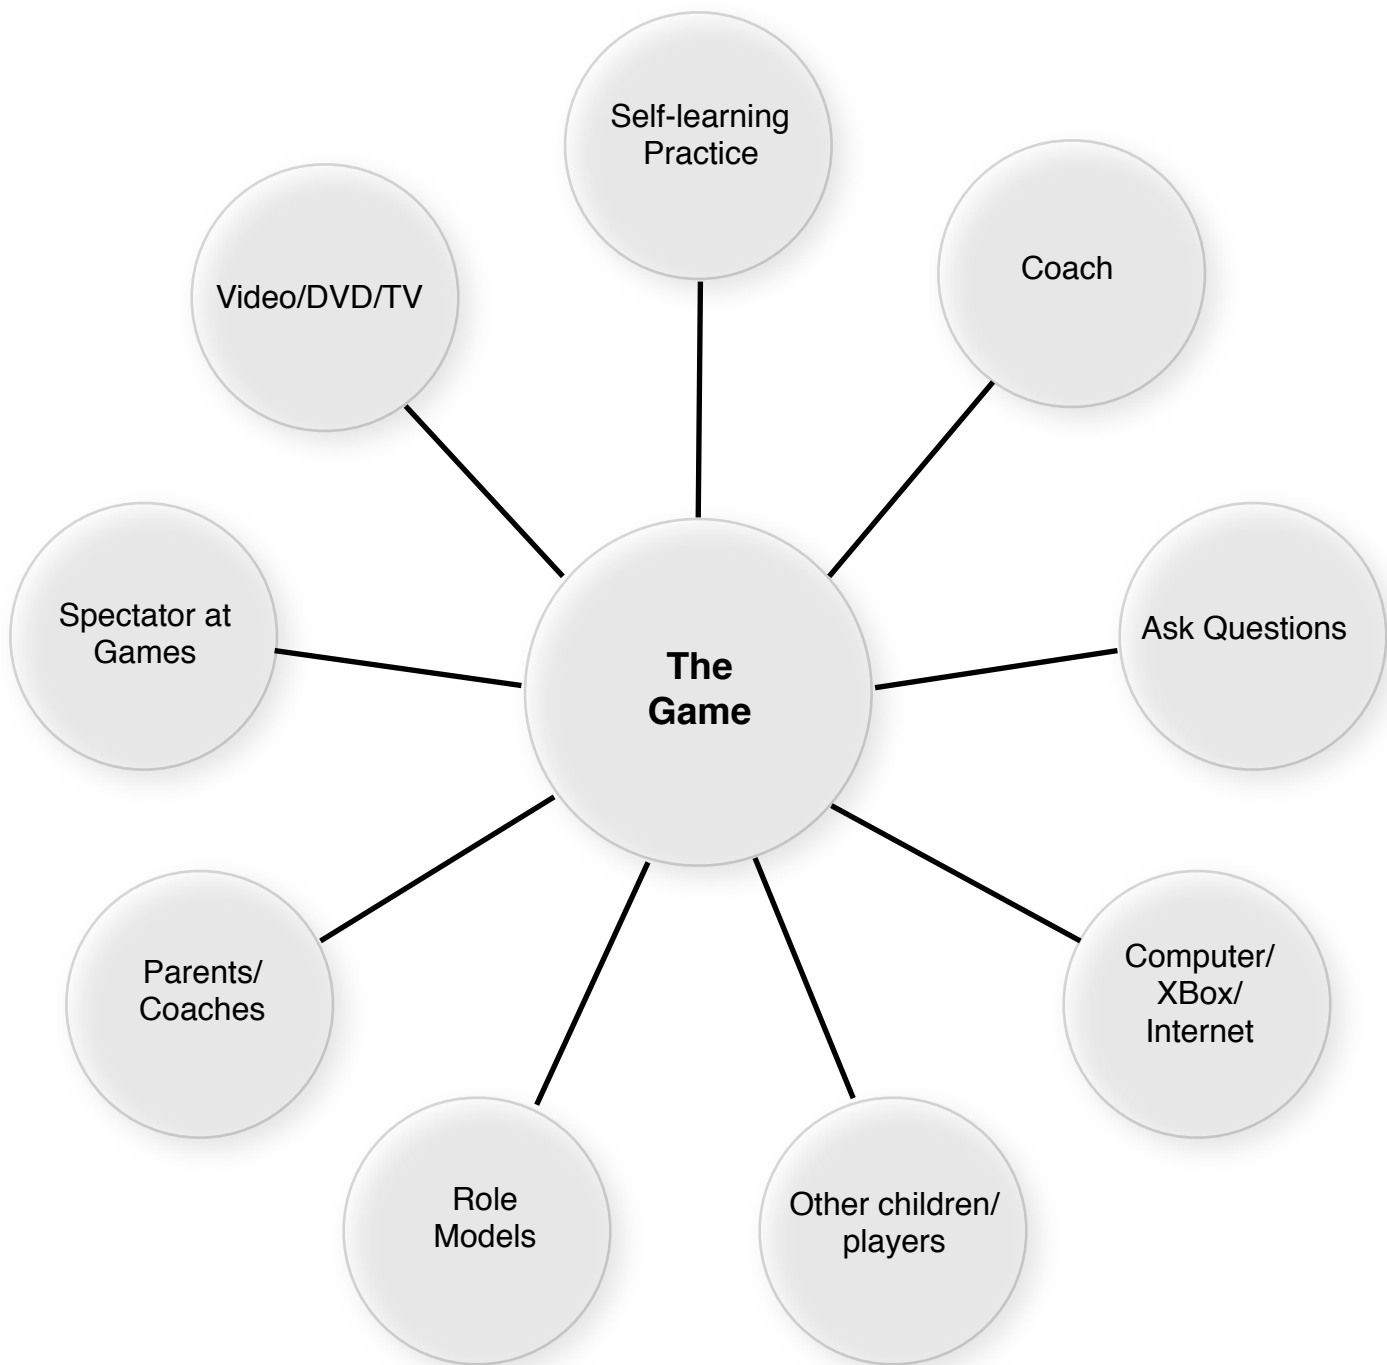 Self-learning
Practice
Coach
Video/DVD/TV
Spectator at
Games
Ask Questions
The
Game
Parents/
Coaches
Computer/
XBox/
Internet
Role
Models
Other children/
players